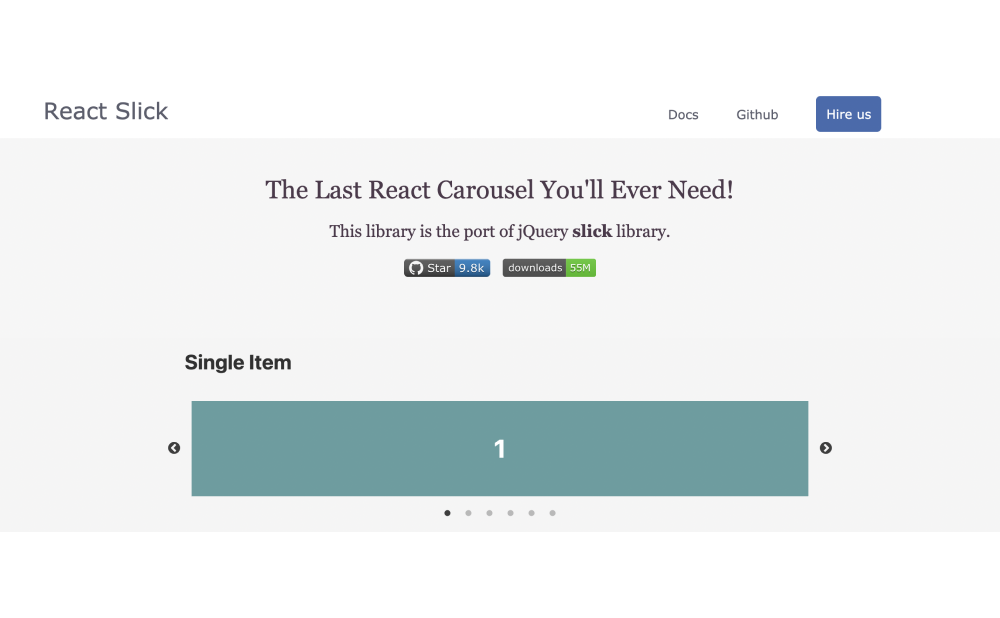 React Slick
Docs Github Hire us
The Last React Carousel You'll Ever Need!
This library is the port of jQuery slick library.
Star 9.8k downloads 55M
Single Item
1